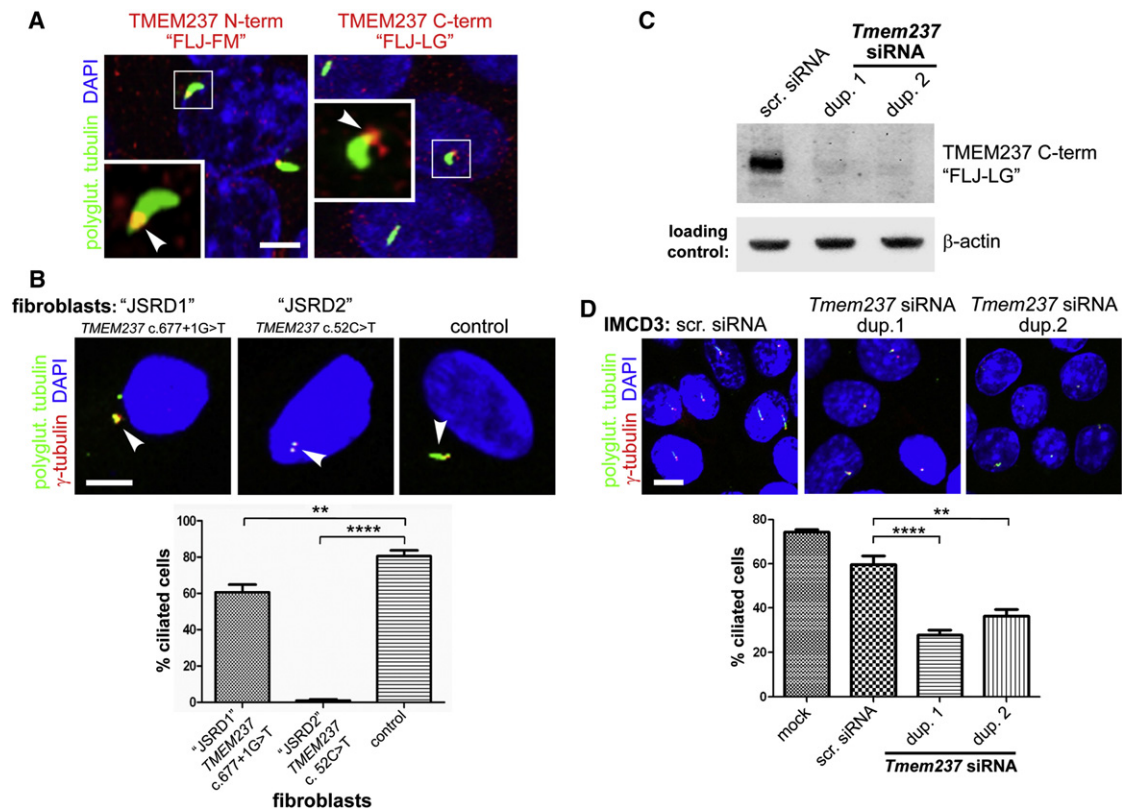 A
TMEM237 N-term
“FLJ-FM”
TMEM237 C-term
“FLJ-LG”
polyglut. tubulin DAPI
B
fibroblasts: “JSRD1”
TMEM237 c.677+1G>T
“JSRD2”
TMEM237 c.52C>T
control
polyglut. tubulin
γ-tubulin DAPI
**
****
% ciliated cells
100
80
60
40
20
0
“JSRD1”
TMEM237
c.677+1G>T
“JSRD2”
TMEM237
c. 52C>T
control
fibroblasts
C
Tmem237
siRNA
scr. siRNA
dup. 1
dup. 2
TMEM237 C-term
“FLJ-LG”
loading
control:
β-actin
D
IMCD3: scr. siRNA
Tmem237 siRNA
dup.1
Tmem237 siRNA
dup.2
polyglut. tubulin
γ-tubulin DAPI
**
****
% ciliated cells
80
60
40
20
0
mock
scr. siRNA
dup. 1
dup. 2
Tmem237 siRNA